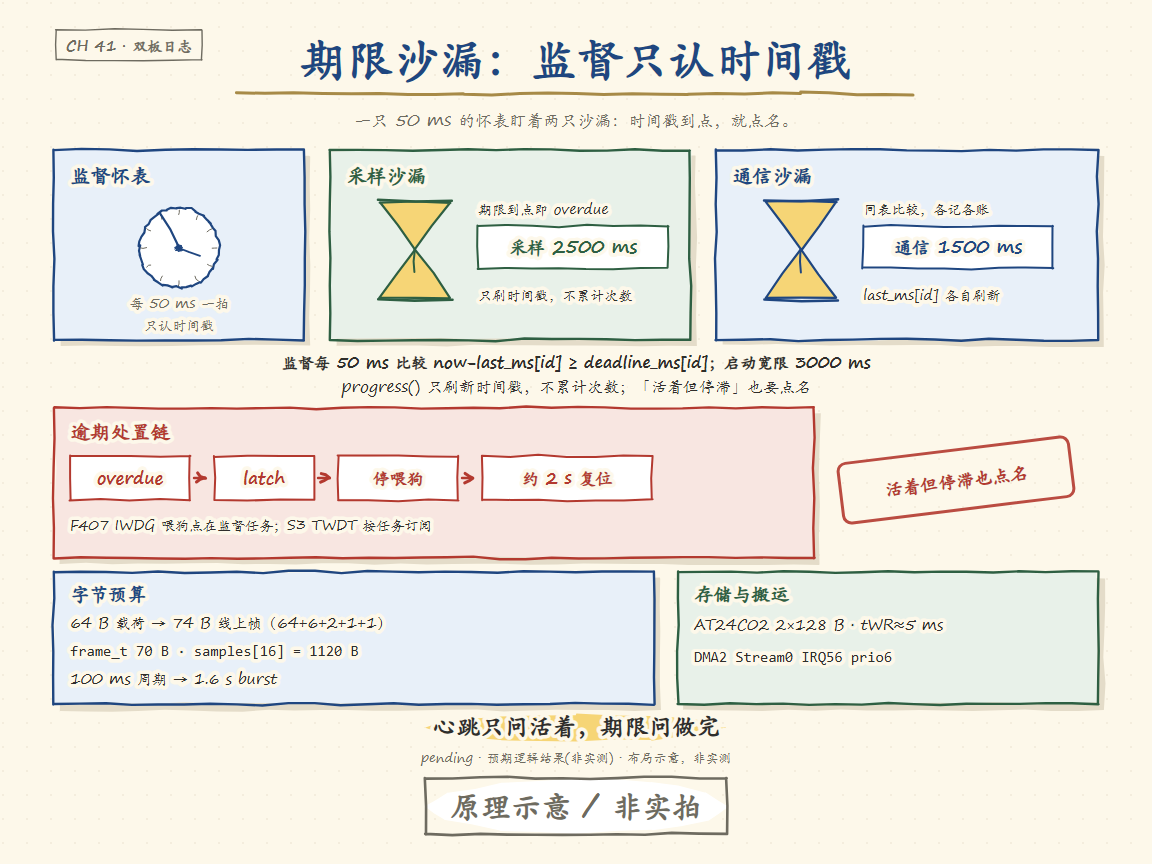 CH 41 · 双板日志
期限沙漏：监督只认时间戳
一只 50 ms 的怀表盯着两只沙漏：时间戳到点，就点名。
监督怀表
每 50 ms 一拍
只认时间戳
采样沙漏
期限到点即 overdue
采样 2500 ms
只刷时间戳，不累计次数
通信沙漏
同表比较，各记各账
通信 1500 ms
last_ms[id] 各自刷新
监督每 50 ms 比较 now-last_ms[id] ≥ deadline_ms[id]；启动宽限 3000 ms
progress() 只刷新时间戳，不累计次数；「活着但停滞」也要点名
逾期处置链
overdue
latch
停喂狗
约 2 s 复位
F407 IWDG 喂狗点在监督任务；S3 TWDT 按任务订阅
活着但停滞也点名
字节预算
64 B 载荷 → 74 B 线上帧（64+6+2+1+1）
frame_t 70 B · samples[16] = 1120 B
100 ms 周期 → 1.6 s burst
存储与搬运
AT24C02 2×128 B · tWR≈5 ms
DMA2 Stream0 IRQ56 prio6
心跳只问活着，期限问做完
pending · 预期逻辑结果(非实测) · 布局示意，非实测
原理示意 / 非实拍